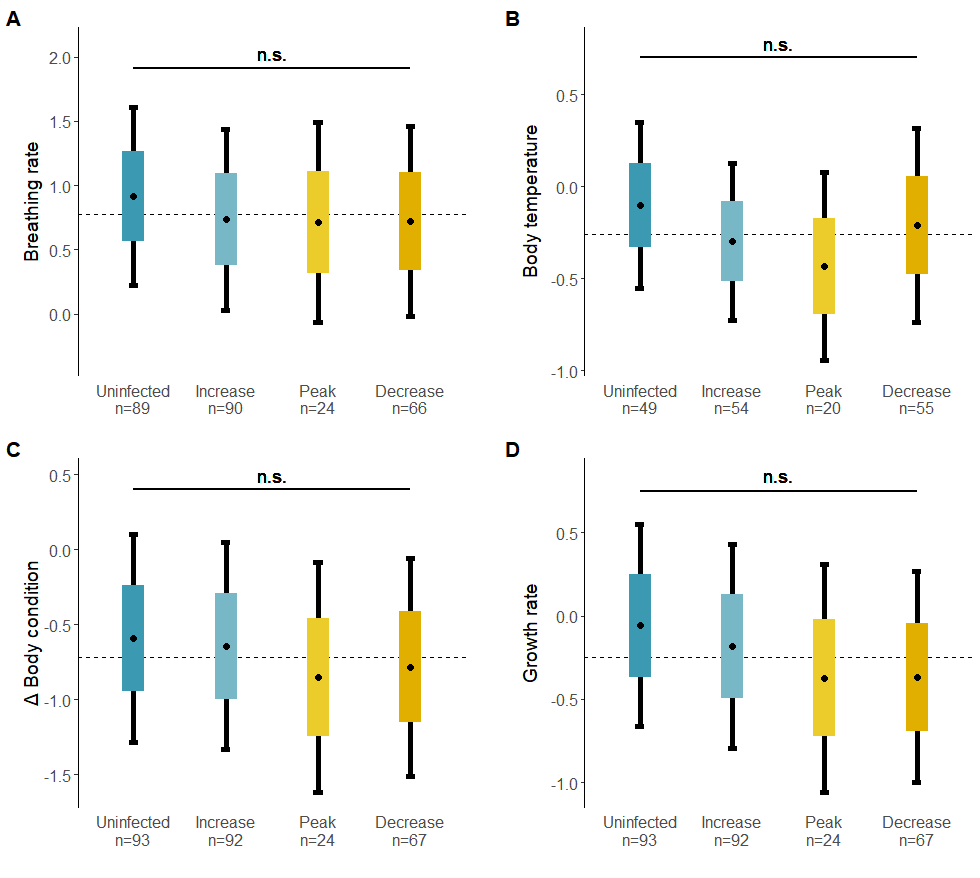 A
n.s.
Breathing rate
2.0
1.5
1.0
0.5
0.0
Uninfected Increase Peak Decrease
n=89 n=90 n=24 n=66
B
n.s.
Body temperature
0.5
0.0
-0.5
-1.0
Uninfected Increase Peak Decrease
n=49 n=54 n=20 n=55
C
n.s.
Δ Body condition
0.5
0.0
-0.5
-1.0
-1.5
Uninfected Increase Peak Decrease
n=93 n=92 n=24 n=67
D
n.s.
Growth rate
0.5
0.0
-0.5
-1.0
Uninfected Increase Peak Decrease
n=93 n=92 n=24 n=67